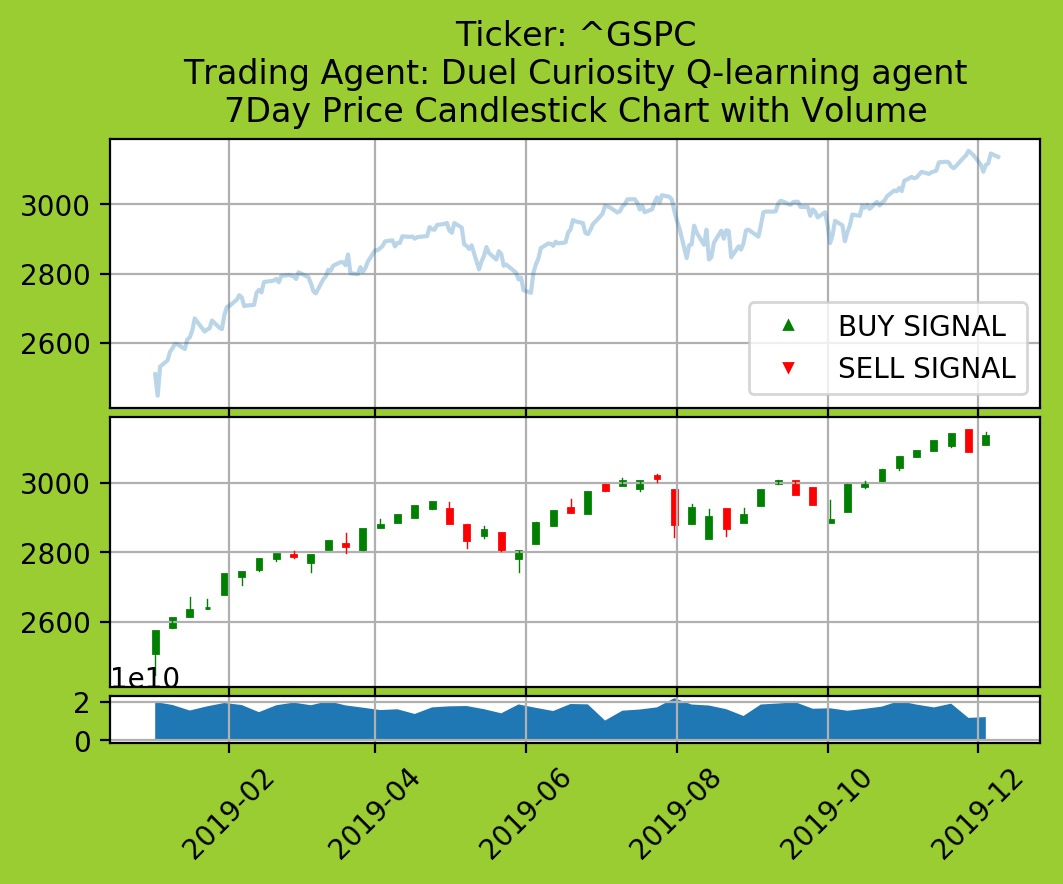 Ticker: ^GSPC
Trading Agent: Duel Curiosity Q-learning agent
7Day Price Candlestick Chart with Volume
3000
2800
2600
BUY SIGNAL
SELL SIGNAL
3000
2800
2600
1e10
2
0
2019-02
2019-04
2019-06
2019-08
2019-10
2019-12